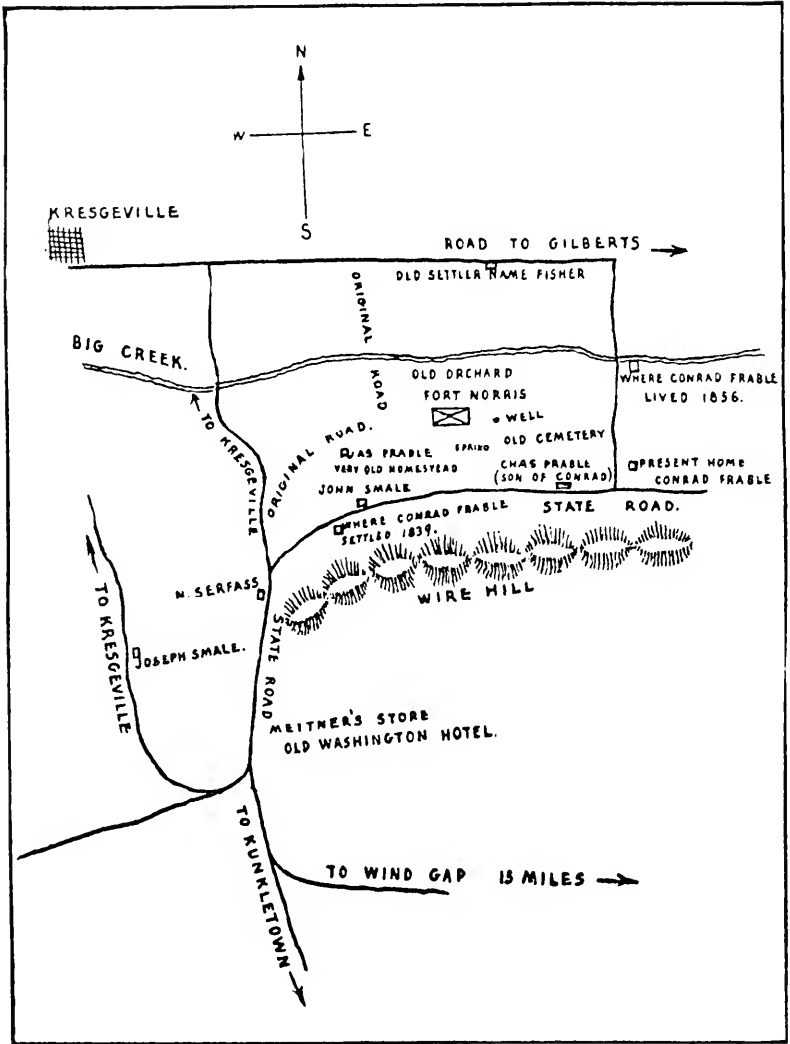 N
W
E
S
KRESGEVILLE
ROAD TO GILBERTS
OLD SETTLER NAME FISHER
ORIGINAL ROAD
BIG CREEK.
OLD ORCHARD
FORT NORRIS
WELL
SPRING
OLD CEMETERY
WHERE CONRAD FRABLE
LIVED 1856.
TO KRESGEVILLE
ORIGINAL ROAD.
JAS FRABLE
VERY OLD HOMESTEAD
CHAS FRABLE
(SON OF CONRAD)
PRESENT HOME
CONRAD FRABLE
JOHN SMALE
STATE ROAD.
WHERE CONRAD FRABLE
SETTLED 1839.
WIRE HILL
N. SERFASS
TO KRESGEVILLE
JOSEPH SMALE.
STATE ROAD
MEITNER'S STORE
OLD WASHINGTON HOTEL.
TO KUNKLETOWN
TO WIND GAP 15 MILES